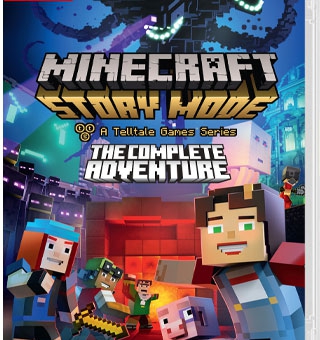 MINECRAFT
STORY MODE
A Telltale Games Series
THE COMPLETE
ADVENTURE